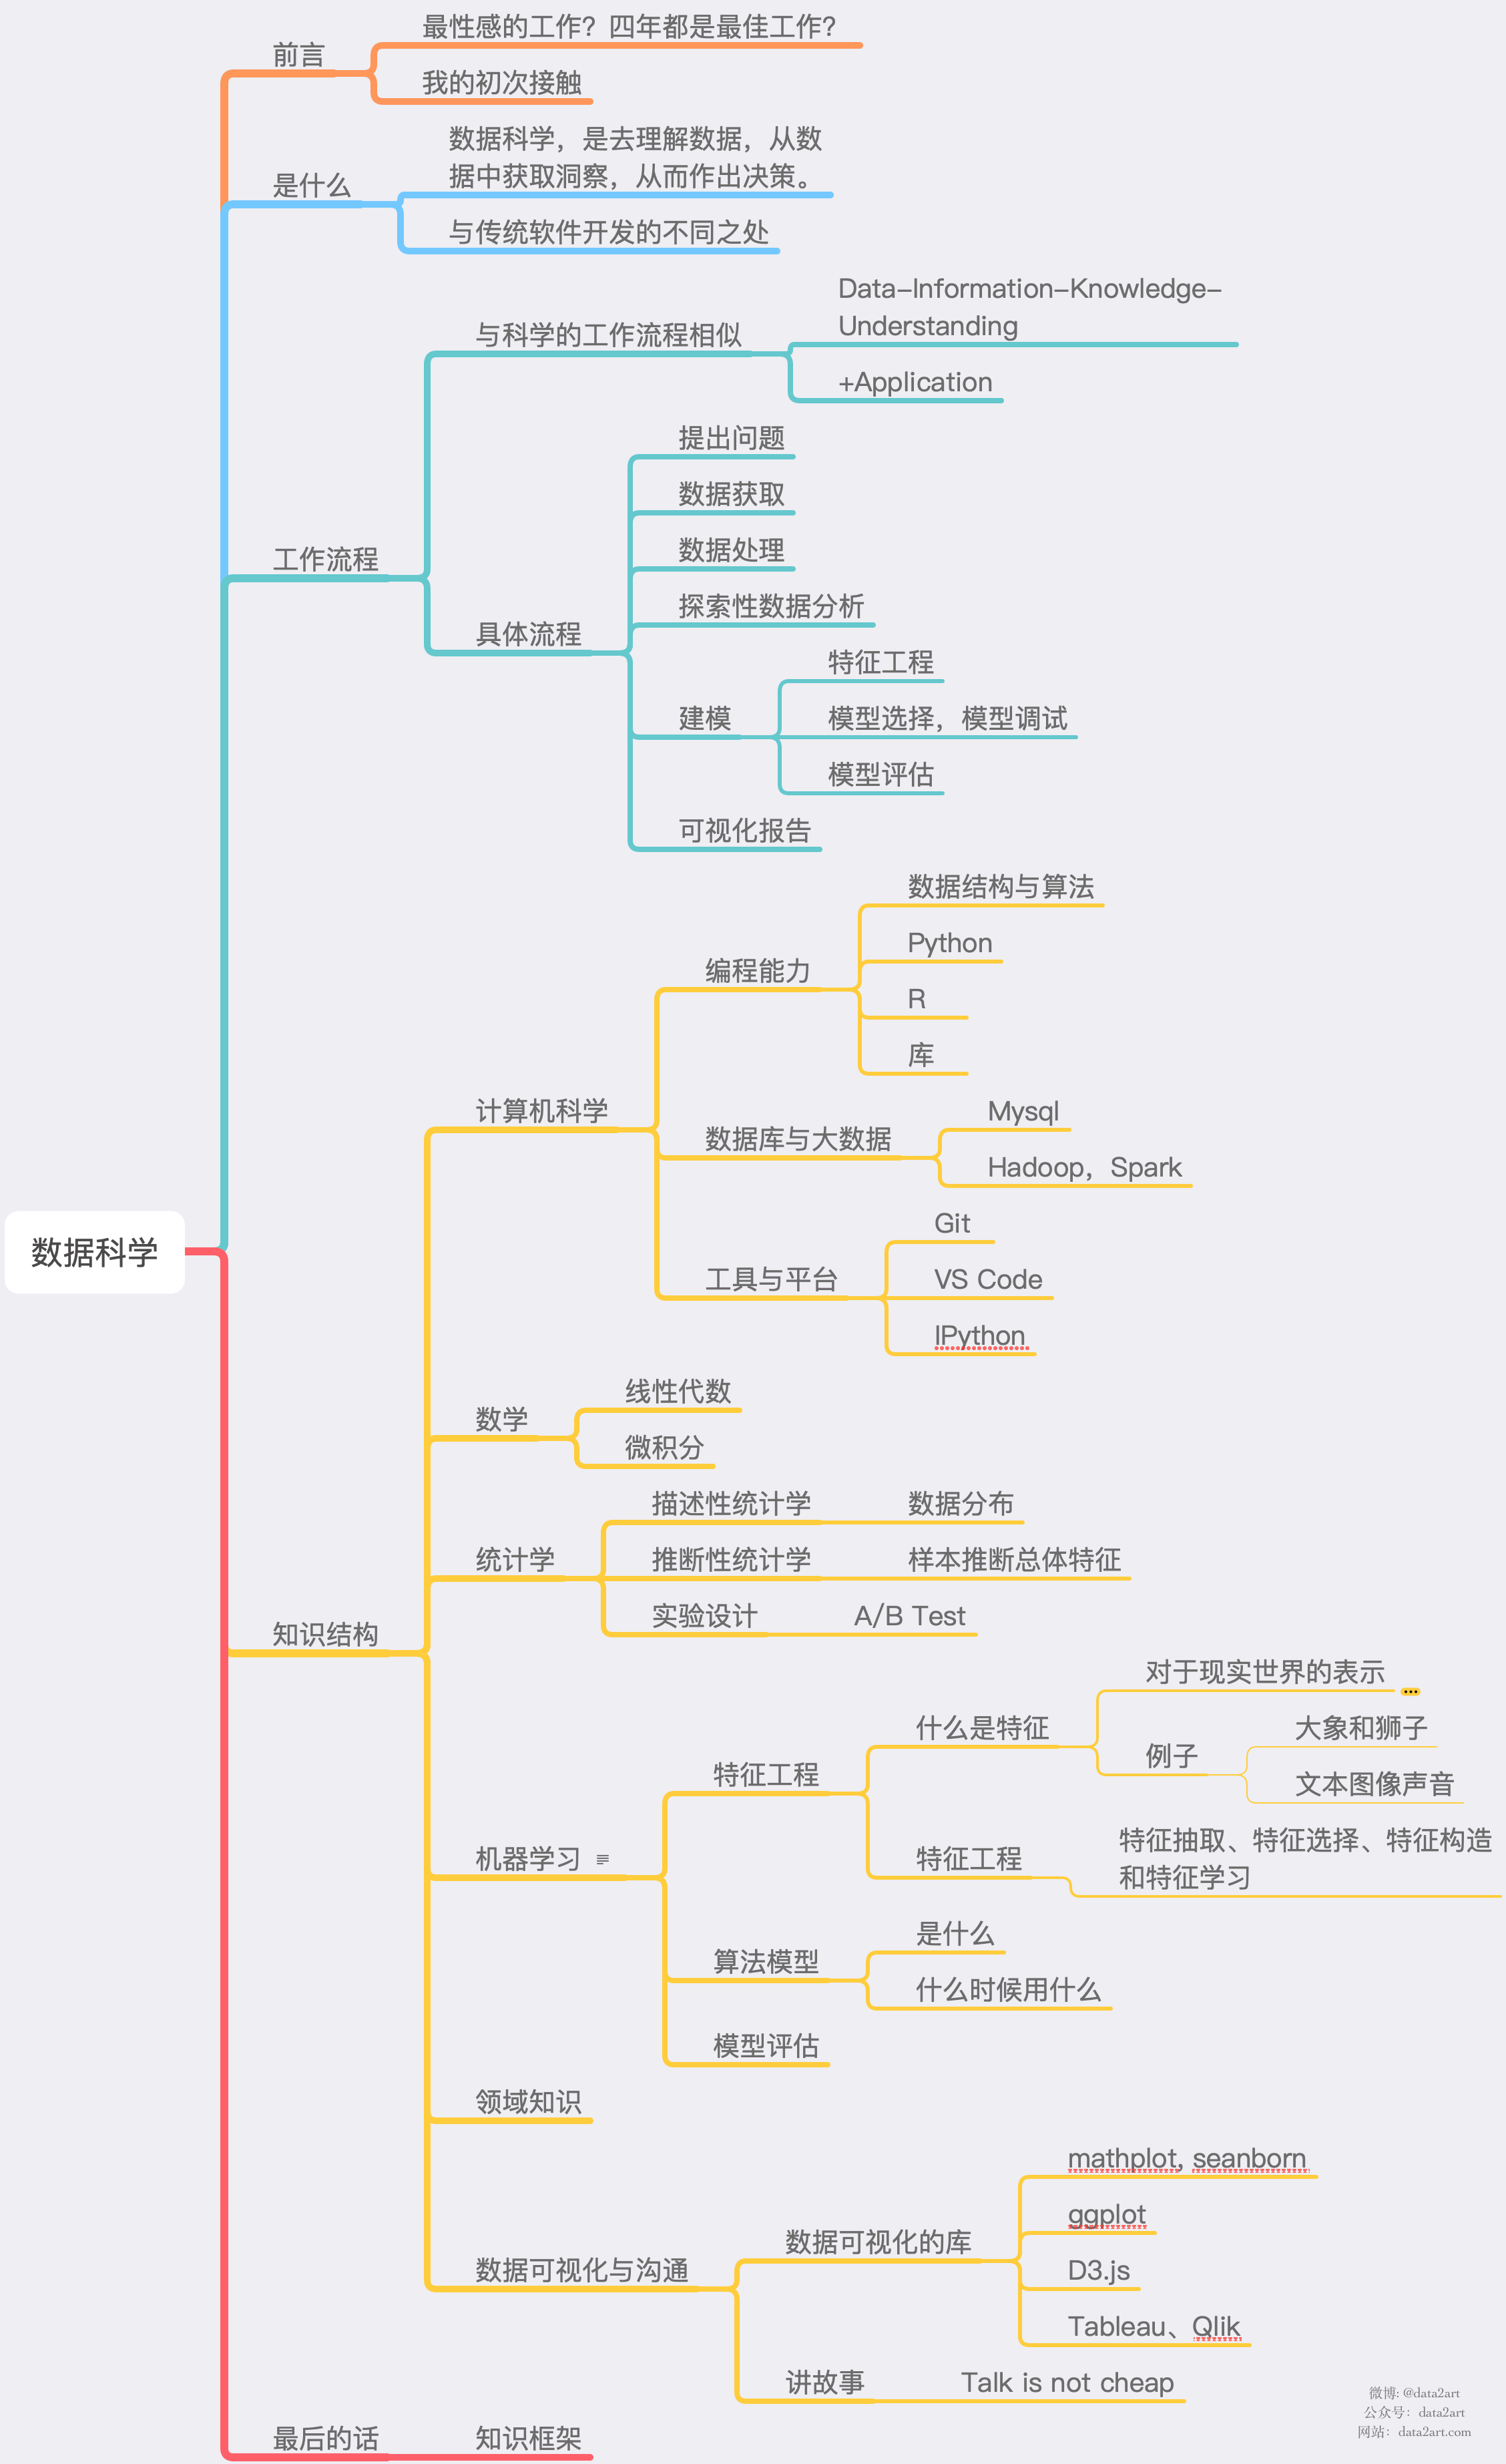 最性感的工作？四年都是最佳工作？
前言
我的初次接触
数据科学，是去理解数据，从数
据中获取洞察，从而作出决策。
是什么
与传统软件开发的不同之处
Data-Information-Knowledge-
Understanding
与科学的工作流程相似
+Application
提出问题
数据获取
数据处理
工作流程
探索性数据分析
具体流程
特征工程
建模
模型选择，模型调试
模型评估
可视化报告
数据结构与算法
Python
编程能力
R
库
计算机科学
Mysql
数据库与大数据
Hadoop，Spark
Git
工具与平台
VS Code
IPython
数据科学
线性代数
数学
微积分
描述性统计学
数据分布
统计学
推断性统计学
样本推断总体特征
实验设计
A/B Test
知识结构
对于现实世界的表示
什么是特征
大象和狮子
例子
文本图像声音
特征工程
特征抽取、特征选择、特征构造
和特征学习
特征工程
机器学习
是什么
算法模型
什么时候用什么
模型评估
领域知识
mathplot, seanborn
ggplot
数据可视化的库
D3.js
数据可视化与沟通
Tableau、Qlik
讲故事
Talk is not cheap
最后的话
知识框架
微博: @data2art
公众号：data2art
网站：data2art.com